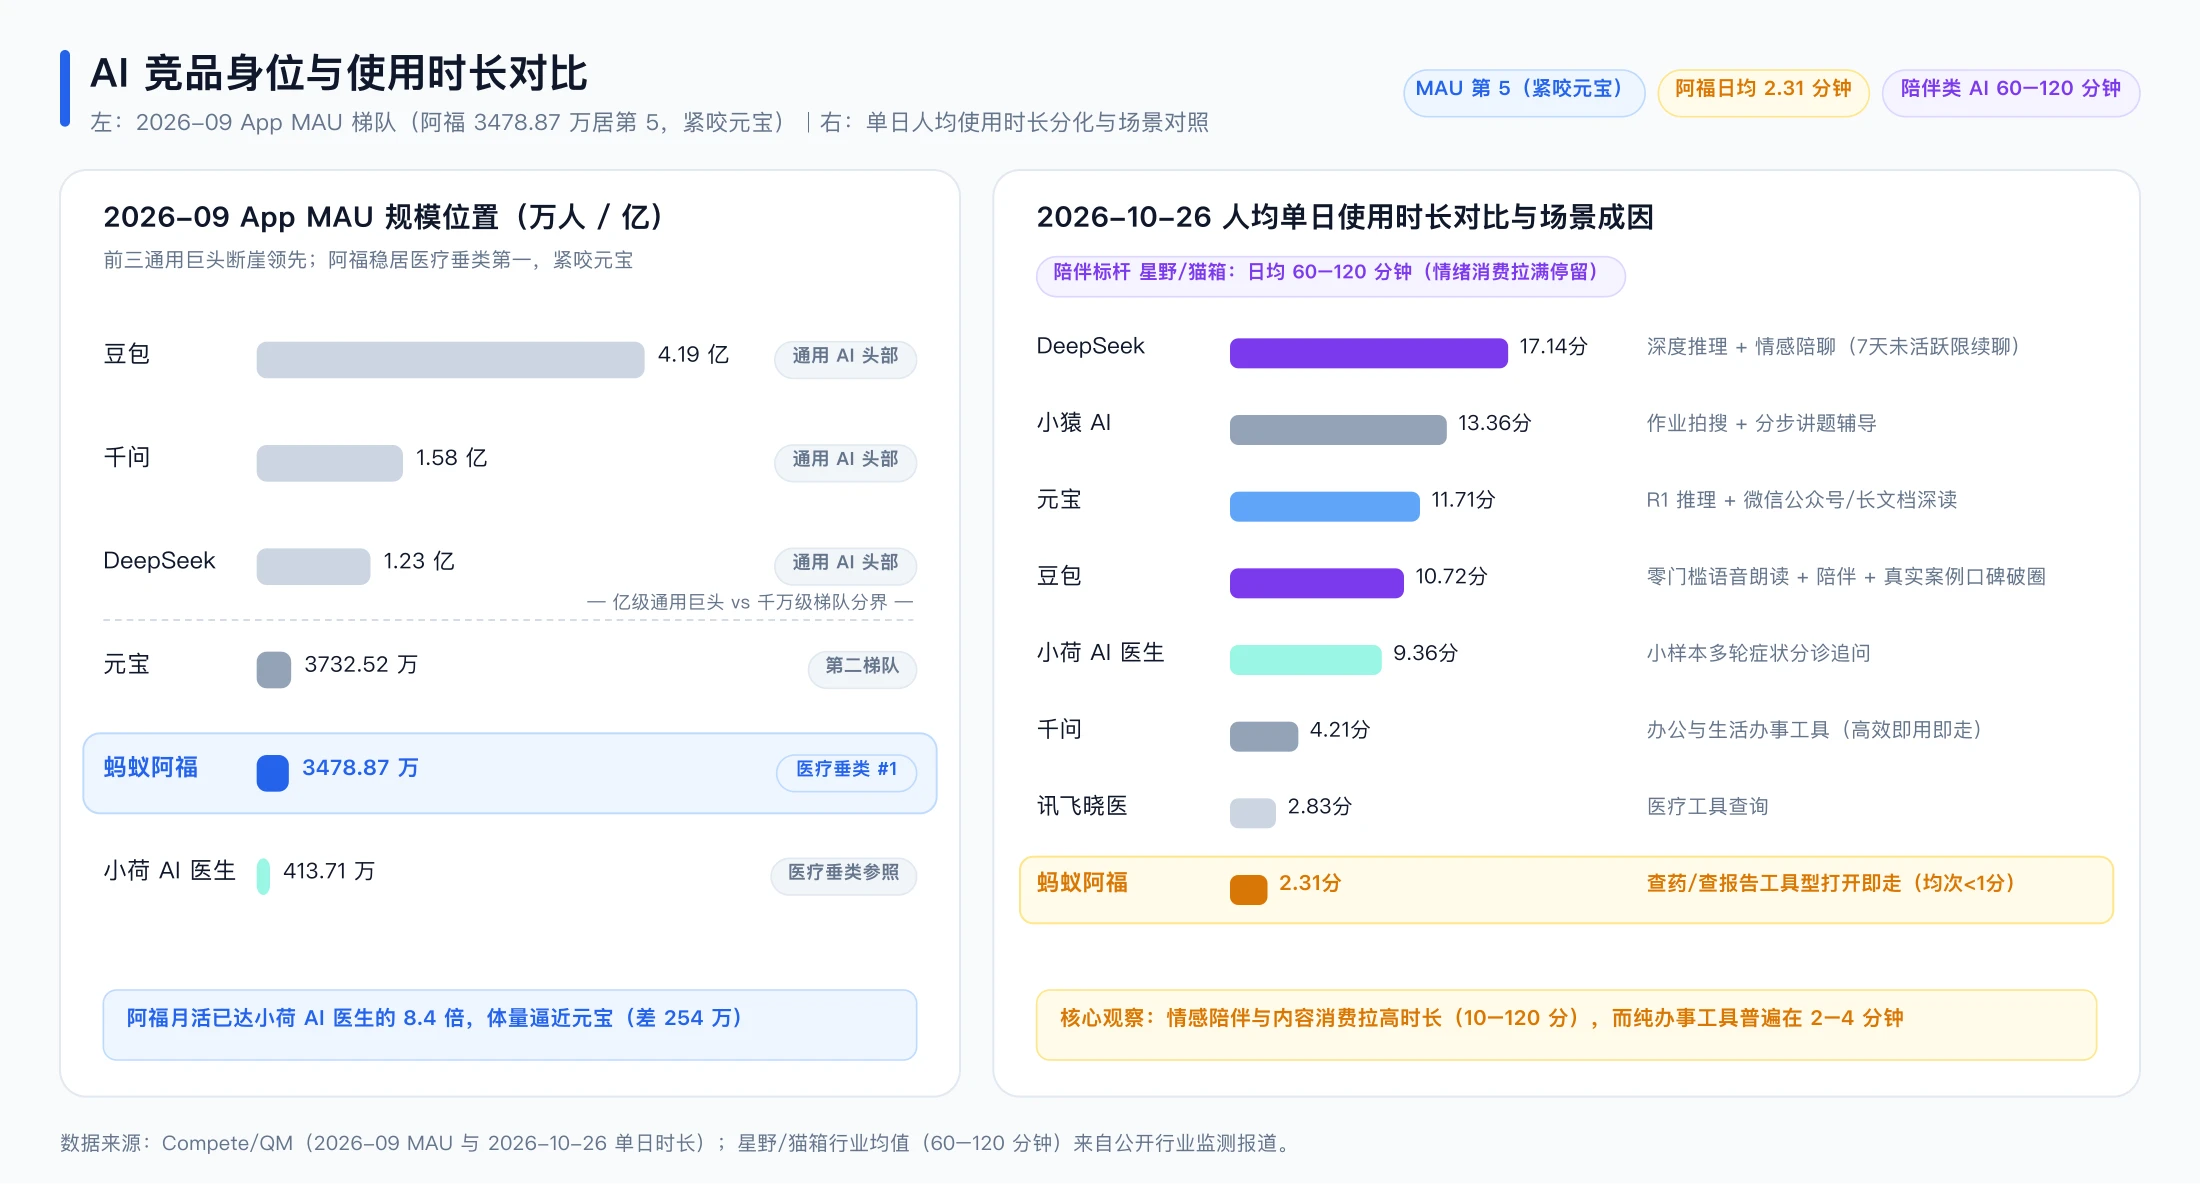 AI 竞品身位与使用时长对比
左：2026-09 App MAU 梯队（阿福 3478.87 万居第 5，紧咬元宝）｜右：单日人均使用时长分化与场景对照
MAU 第 5（紧咬元宝）
阿福日均 2.31 分钟
陪伴类 AI 60—120 分钟
2026-09 App MAU 规模位置（万人 / 亿）
前三通用巨头断崖领先；阿福稳居医疗垂类第一，紧咬元宝
豆包 4.19 亿 通用 AI 头部
千问 1.58 亿 通用 AI 头部
DeepSeek 1.23 亿 通用 AI 头部
— 亿级通用巨头 vs 千万级梯队分界 —
元宝 3732.52 万 第二梯队
蚂蚁阿福 3478.87 万 医疗垂类 #1
小荷 AI 医生 413.71 万 医疗垂类参照
阿福月活已达小荷 AI 医生的 8.4 倍，体量逼近元宝（差 254 万）
2026-10-26 人均单日使用时长对比与场景成因
陪伴标杆 星野/猫箱：日均 60—120 分钟（情绪消费拉满停留）
DeepSeek 17.14分 深度推理 + 情感陪聊（7天未活跃限续聊）
小猿 AI 13.36分 作业拍搜 + 分步讲题辅导
元宝 11.71分 R1 推理 + 微信公众号/长文档深读
豆包 10.72分 零门槛语音朗读 + 陪伴 + 真实案例口碑破圈
小荷 AI 医生 9.36分 小样本多轮症状分诊追问
千问 4.21分 办公与生活办事工具（高效即用即走）
讯飞晓医 2.83分 医疗工具查询
蚂蚁阿福 2.31分 查药/查报告工具型打开即走（均次<1分）
核心观察：情感陪伴与内容消费拉高时长（10—120 分），而纯办事工具普遍在 2—4 分钟
数据来源：Compete/QM（2026-09 MAU 与 2026-10-26 单日时长）；星野/猫箱行业均值（60—120 分钟）来自公开行业监测报道。